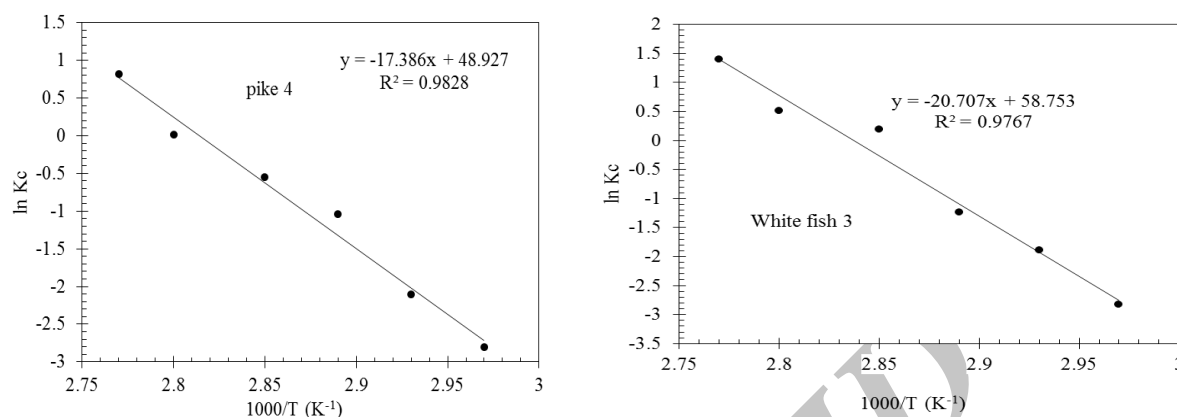 1.5
1
0.5
0
-0.5
-1
-1.5
-2
-2.5
-3
ln Kc
pike 4
y = -17.386x + 48.927
R² = 0.9828
2.75 2.8 2.85 2.9 2.95 3
1000/T (K⁻¹)
2
1.5
1
0.5
0
-0.5
-1
-1.5
-2
-2.5
-3
-3.5
ln Kc
y = -20.707x + 58.753
R² = 0.9767
White fish 3
2.75 2.8 2.85 2.9 2.95 3
1000/T (K⁻¹)